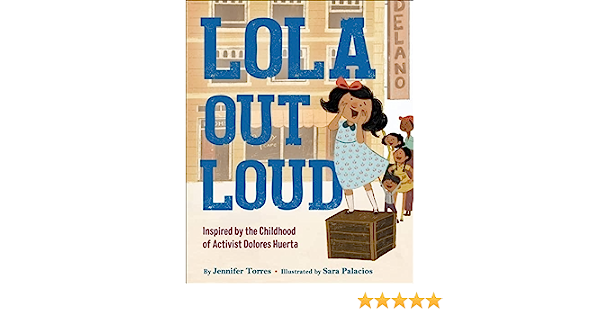 LOLA
OUT
LOUD
DELANO
Inspired by the Childhood
of Activist Dolores Huerta
By Jennifer Torres • Illustrated by Sara Palacios